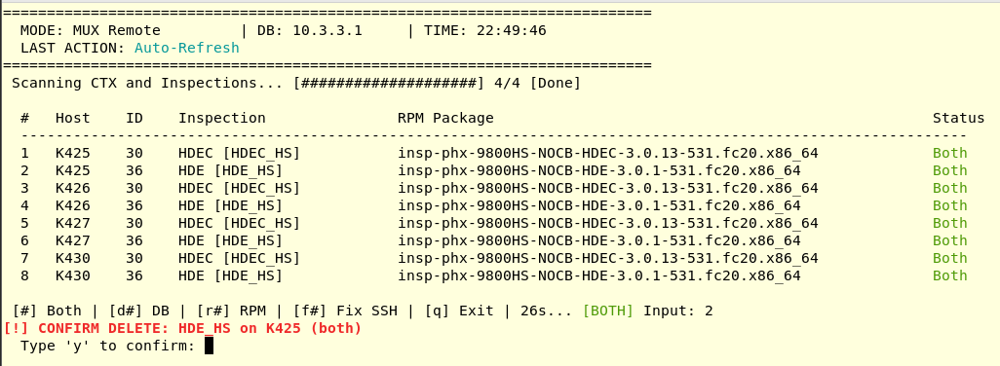 ==========================================================================
MODE: MUX Remote | DB: 10.3.3.1 | TIME: 22:49:46
LAST ACTION: Auto-Refresh
==========================================================================
Scanning CTX and Inspections... [####################] 4/4 [Done]
# Host ID Inspection RPM Package Status
------------------------------------------------------------------------------------------------------------
1 K425 30 HDEC [HDEC_HS] insp-phx-9800HS-NOCB-HDEC-3.0.13-531.fc20.x86_64 Both
2 K425 36 HDE [HDE_HS] insp-phx-9800HS-NOCB-HDE-3.0.1-531.fc20.x86_64 Both
3 K426 30 HDEC [HDEC_HS] insp-phx-9800HS-NOCB-HDEC-3.0.13-531.fc20.x86_64 Both
4 K426 36 HDE [HDE_HS] insp-phx-9800HS-NOCB-HDE-3.0.1-531.fc20.x86_64 Both
5 K427 30 HDEC [HDEC_HS] insp-phx-9800HS-NOCB-HDEC-3.0.13-531.fc20.x86_64 Both
6 K427 36 HDE [HDE_HS] insp-phx-9800HS-NOCB-HDE-3.0.1-531.fc20.x86_64 Both
7 K430 30 HDEC [HDEC_HS] insp-phx-9800HS-NOCB-HDEC-3.0.13-531.fc20.x86_64 Both
8 K430 36 HDE [HDE_HS] insp-phx-9800HS-NOCB-HDE-3.0.1-531.fc20.x86_64 Both
[#] Both | [d#] DB | [r#] RPM | [f#] Fix SSH | [q] Exit | 26s... [BOTH] Input: 2
[!] CONFIRM DELETE: HDE_HS on K425 (both)
Type 'y' to confirm: